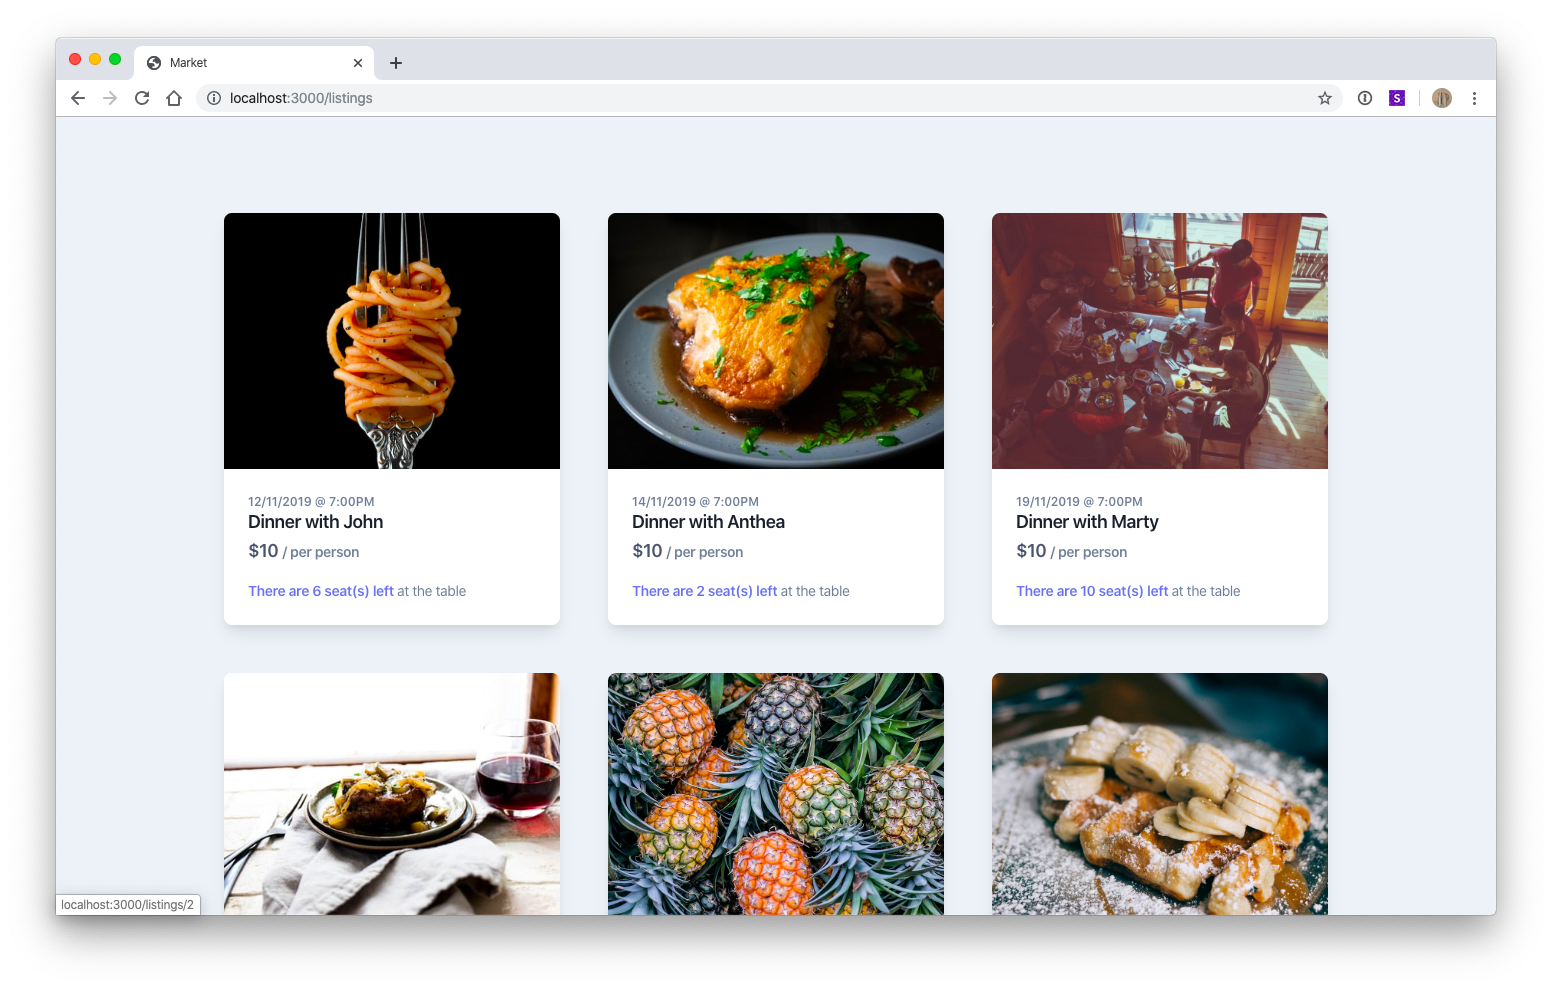 Market
localhost:3000/listings
S
12/11/2019 @ 7:00PM
Dinner with John
$10 / per person
There are 6 seat(s) left at the table
14/11/2019 @ 7:00PM
Dinner with Anthea
$10 / per person
There are 2 seat(s) left at the table
19/11/2019 @ 7:00PM
Dinner with Marty
$10 / per person
There are 10 seat(s) left at the table
localhost:3000/listings/2